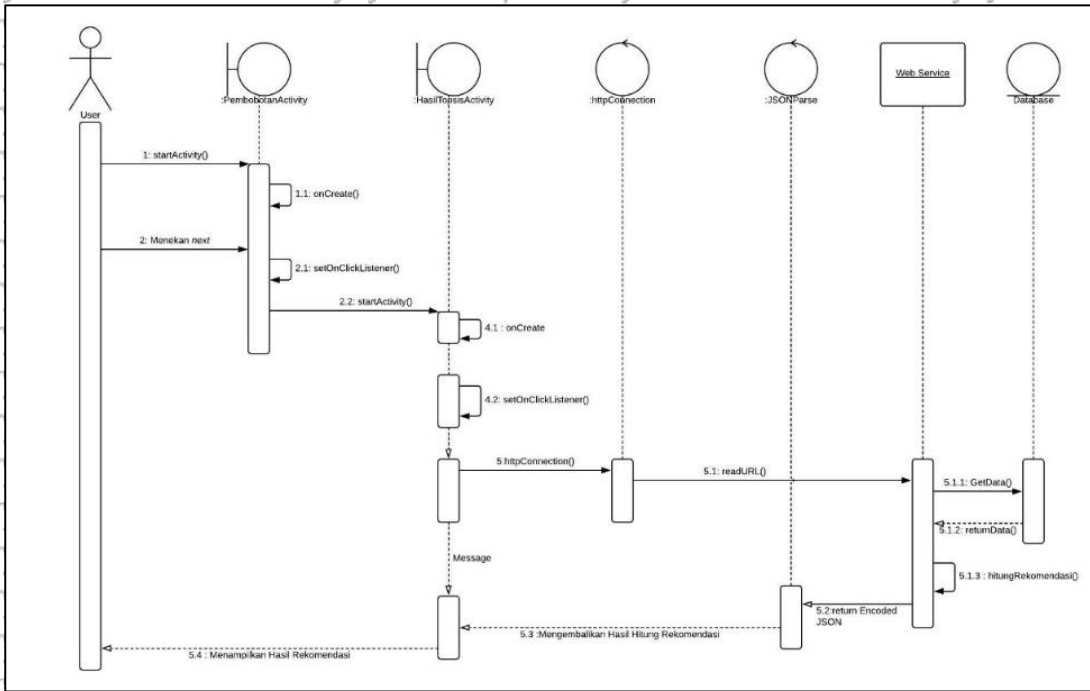 User
:PembobotanActivity
:HasilTopsisActivity
:httpConnection
:JSONParse
Web Service
Database
1: startActivity()
1.1: onCreate()
2: Menekan next
2.1: setOnClickListener()
2.2: startActivity()
4.1 : onCreate
4.2: setOnClickListener()
5:httpConnection()
5.1: readURL()
5.1.1: GetData()
5.1.2: returnData()
Message
5.1.3 : hitungRekomendasi()
5.2:return Encoded
JSON
5.3 :Mengembalikan Hasil Hitung Rekomendasi
5.4 : Menampilkan Hasil Rekomendasi